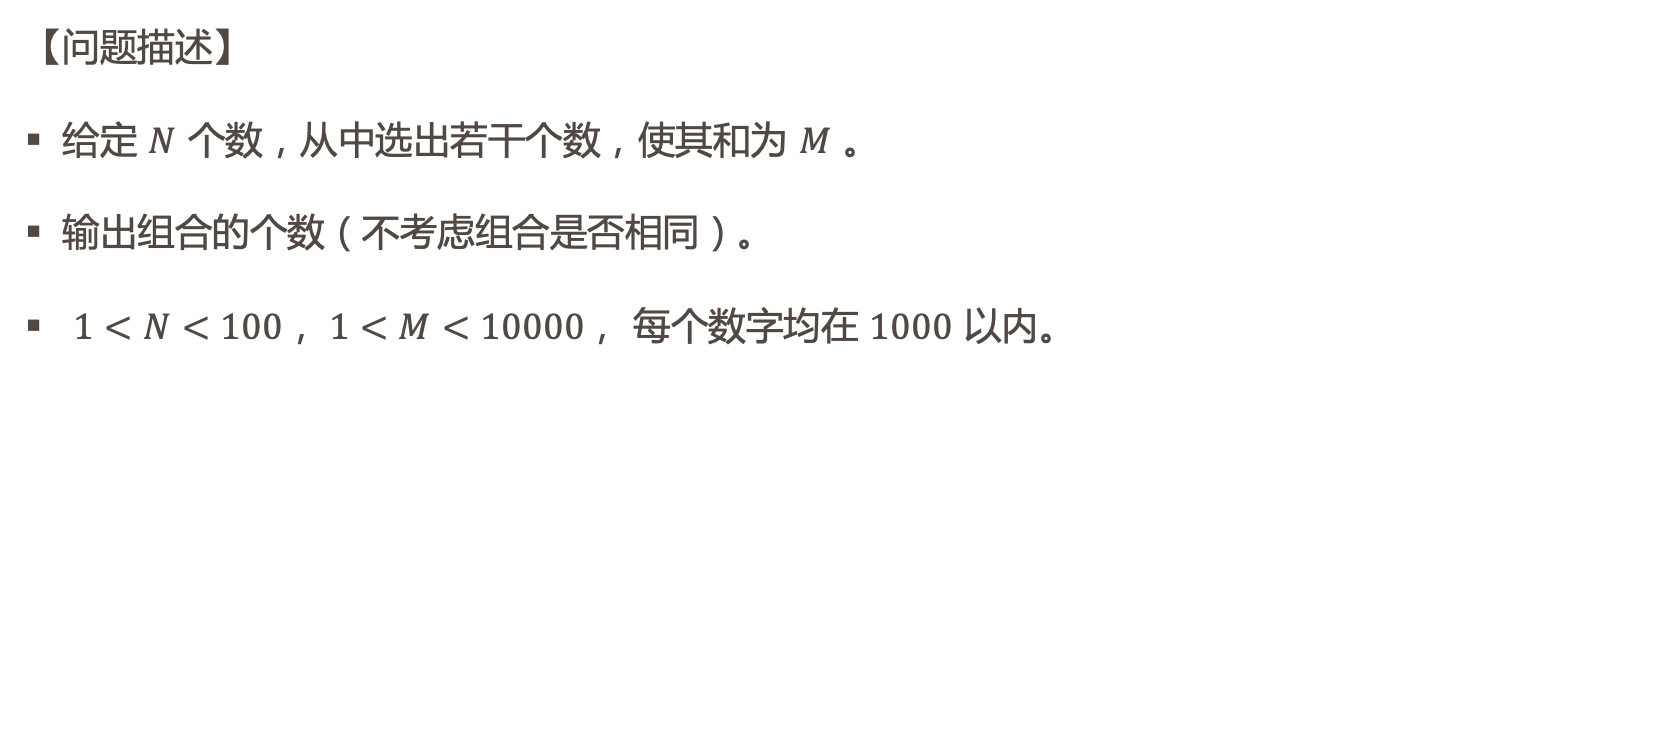 【问题描述】
▪ 给定 N 个数，从中选出若干个数，使其和为 M 。
▪ 输出组合的个数（不考虑组合是否相同）。
▪ 1 < N < 100， 1 < M < 10000， 每个数字均在 1000 以内。